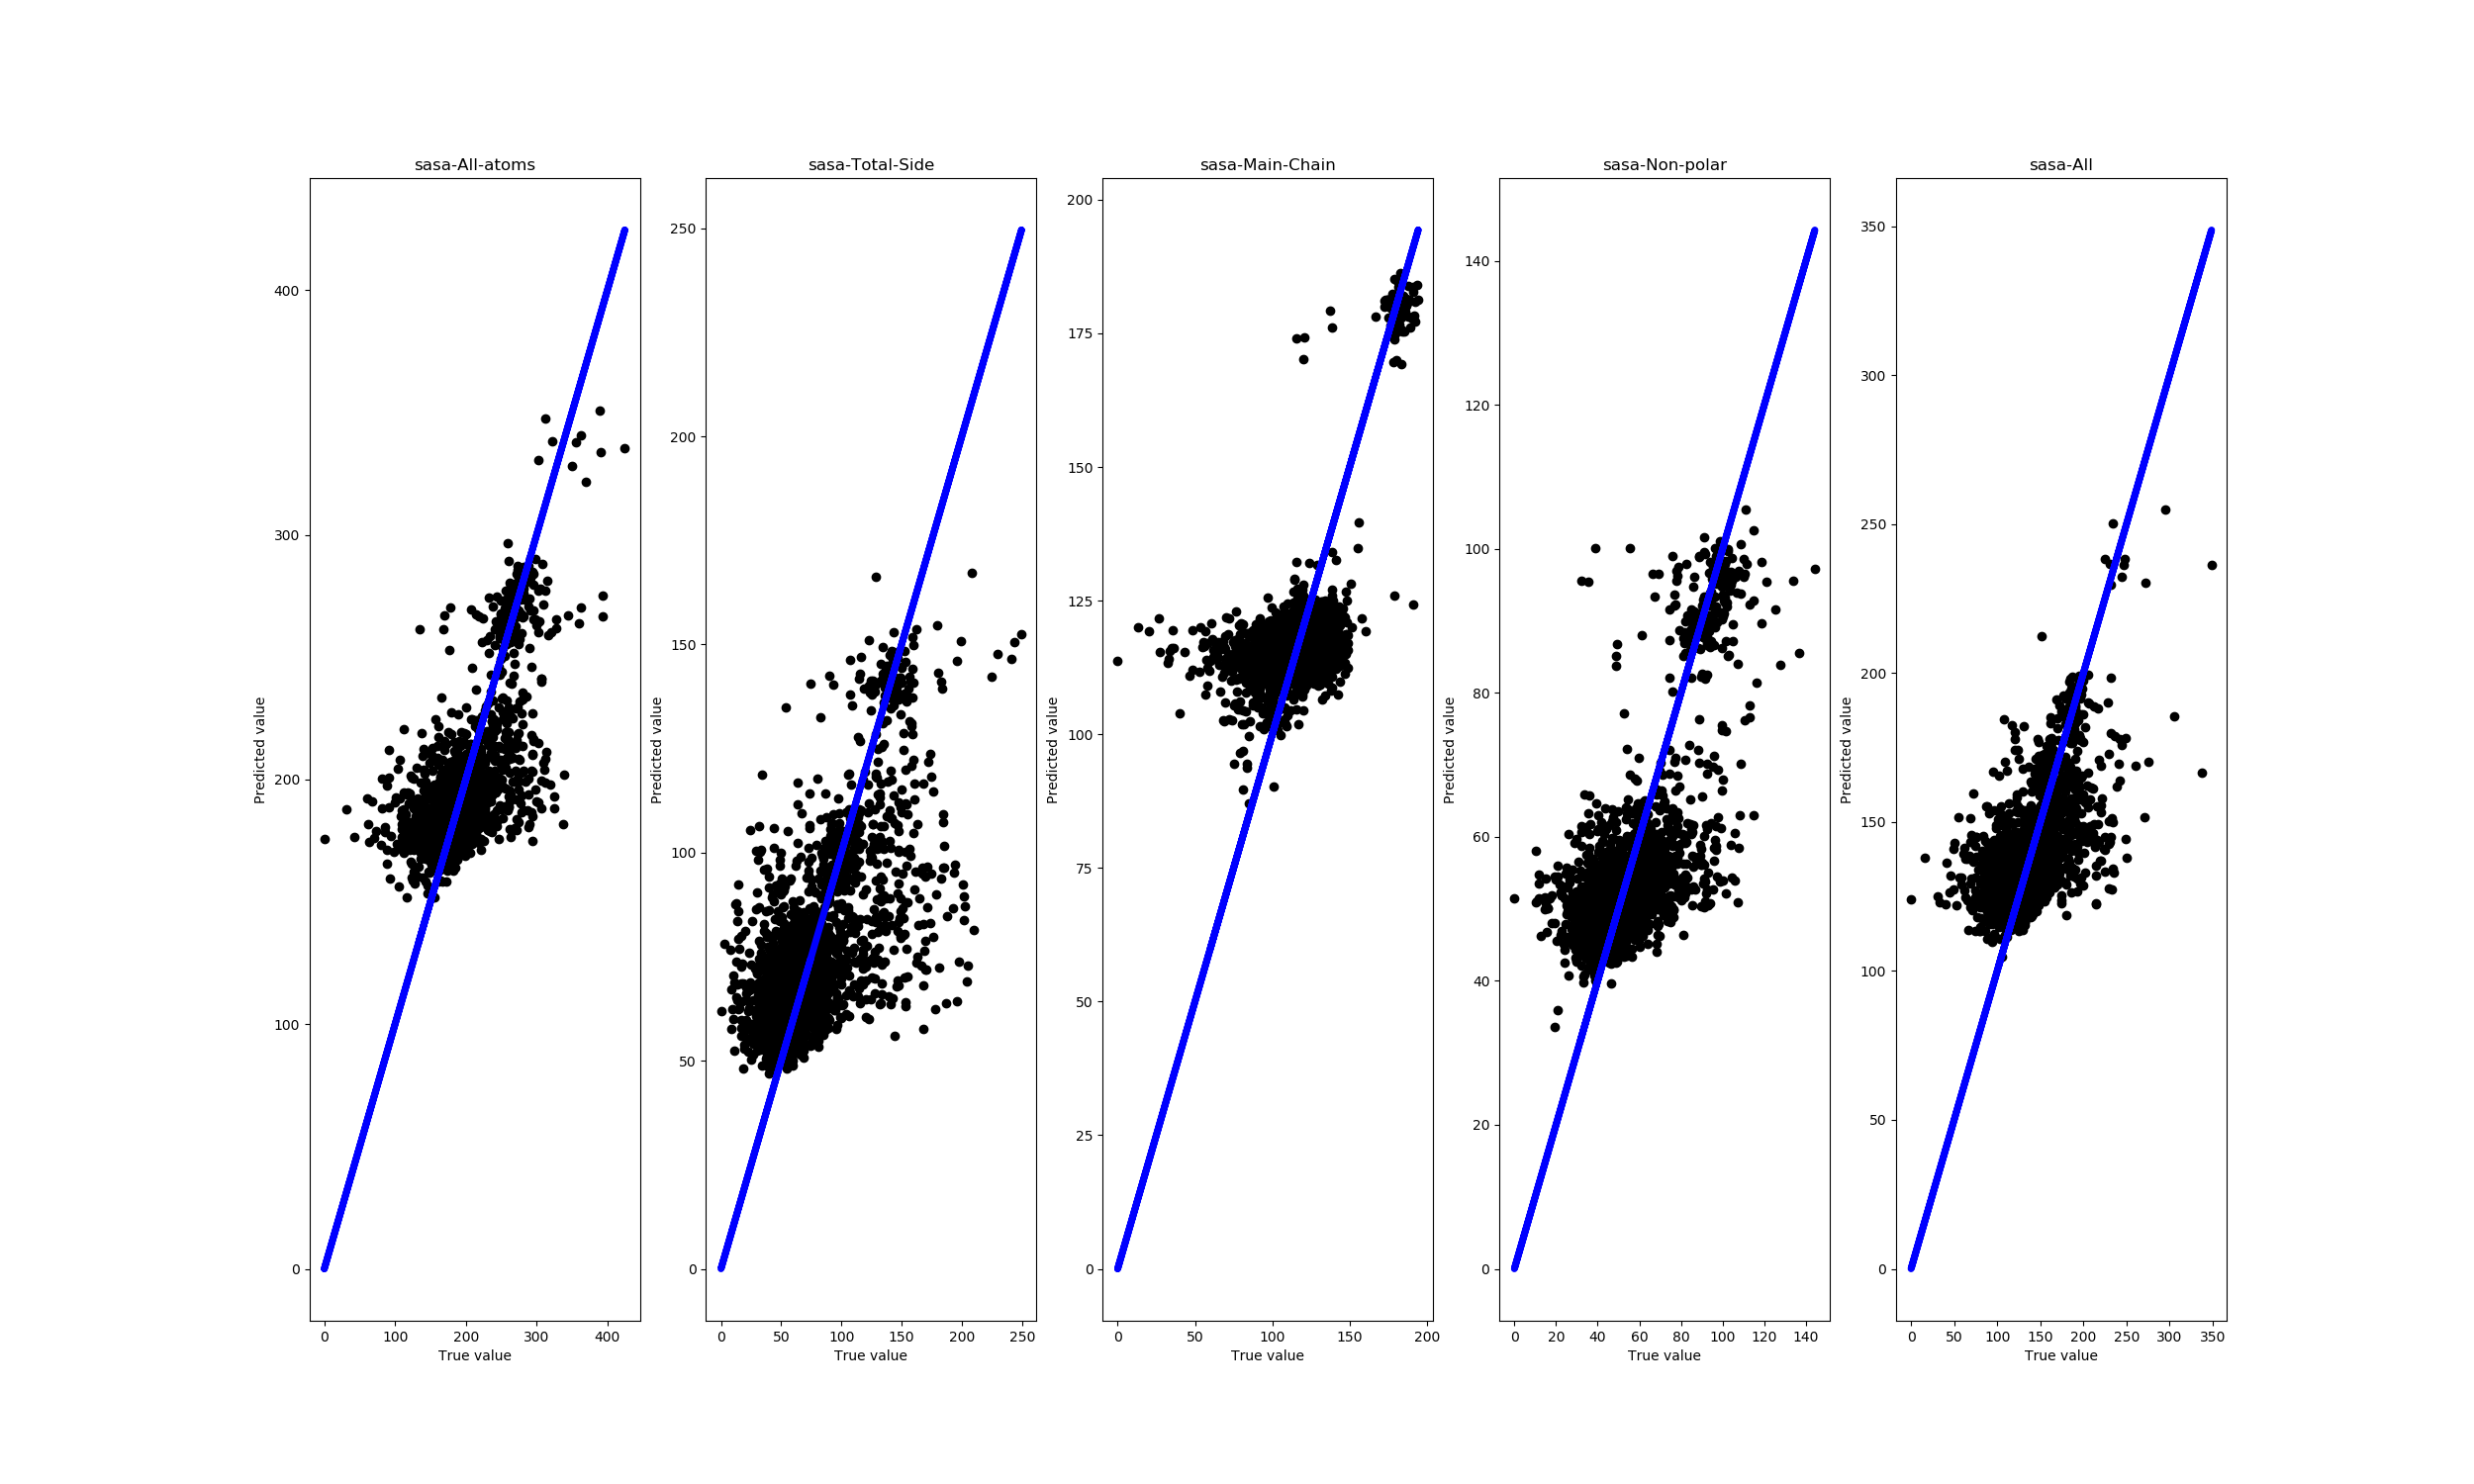 sasa-All-atoms
400
300
200
100
0
Predicted value
0 100 200 300 400
True value
sasa-Total-Side
250
200
150
100
50
0
Predicted value
0 50 100 150 200 250
True value
sasa-Main-Chain
200
175
150
125
100
75
50
25
0
Predicted value
0 50 100 150 200
True value
sasa-Non-polar
140
120
100
80
60
40
20
0
Predicted value
0 20 40 60 80 100 120 140
True value
sasa-All
350
300
250
200
150
100
50
0
Predicted value
0 50 100 150 200 250 300 350
True value